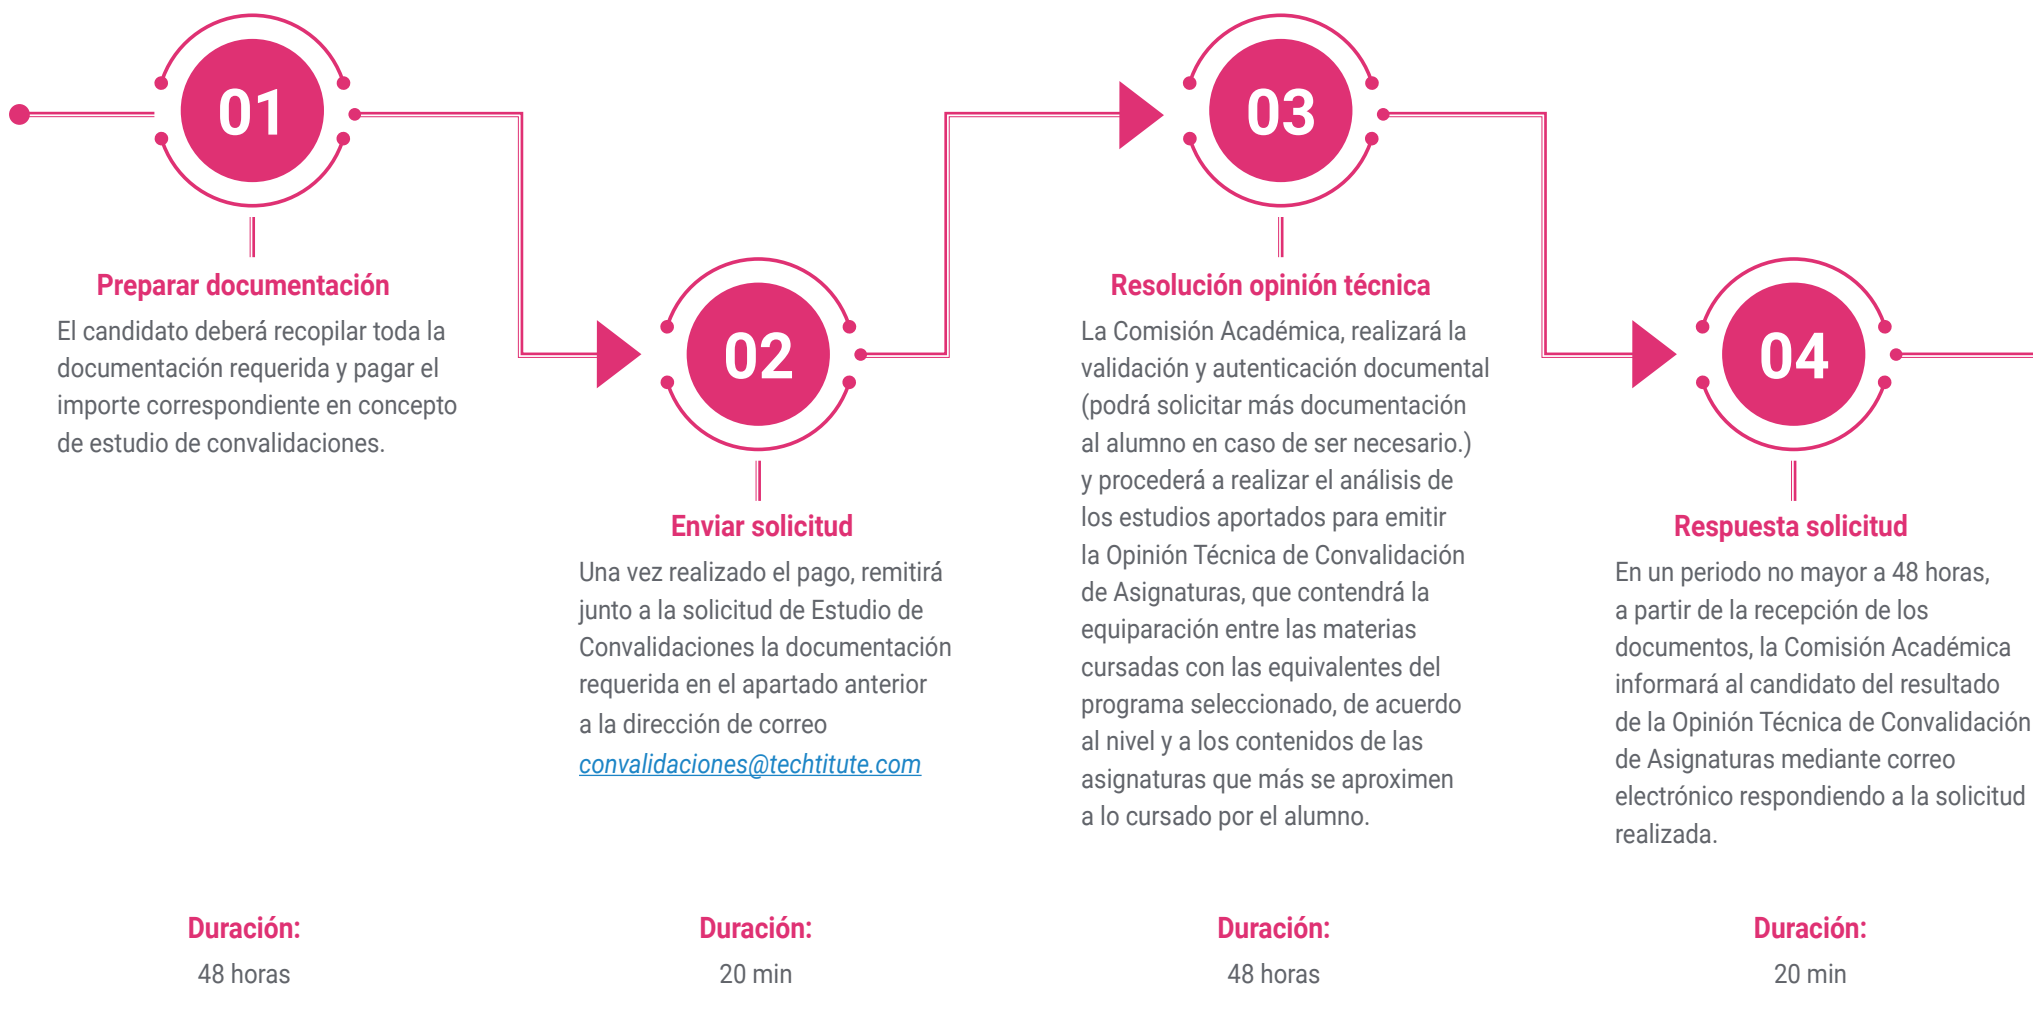 01
Preparar documentación
El candidato deberá recopilar toda la
documentación requerida y pagar el
importe correspondiente en concepto
de estudio de convalidaciones.
Duración:
48 horas
02
Enviar solicitud
Una vez realizado el pago, remitirá
junto a la solicitud de Estudio de
Convalidaciones la documentación
requerida en el apartado anterior
a la dirección de correo
convalidaciones@techtitute.com
Duración:
20 min
03
Resolución opinión técnica
La Comisión Académica, realizará la
validación y autenticación documental
(podrá solicitar más documentación
al alumno en caso de ser necesario.)
y procederá a realizar el análisis de
los estudios aportados para emitir
la Opinión Técnica de Convalidación
de Asignaturas, que contendrá la
equiparación entre las materias
cursadas con las equivalentes del
programa seleccionado, de acuerdo
al nivel y a los contenidos de las
asignaturas que más se aproximen
a lo cursado por el alumno.
Duración:
48 horas
04
Respuesta solicitud
En un periodo no mayor a 48 horas,
a partir de la recepción de los
documentos, la Comisión Académica
informará al candidato del resultado
de la Opinión Técnica de Convalidación
de Asignaturas mediante correo
electrónico respondiendo a la solicitud
realizada.
Duración:
20 min